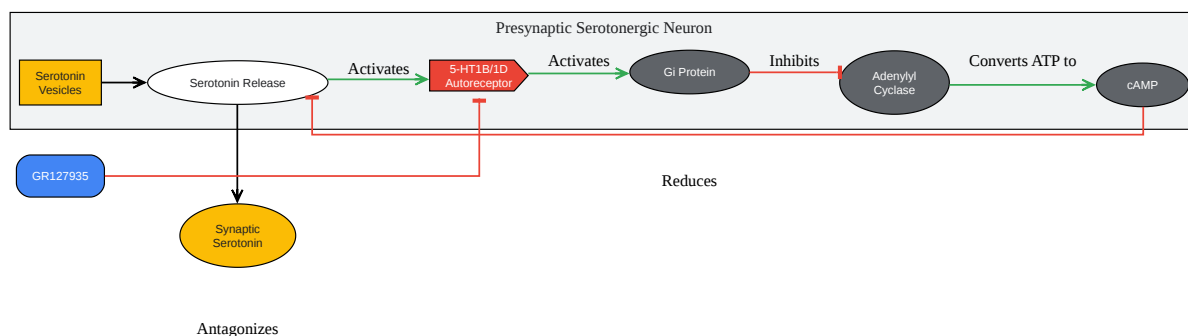 Presynaptic Serotonergic Neuron
Serotonin
Vesicles
Serotonin Release
Activates
5-HT1B/1D
Autoreceptor
Activates
Gi Protein
Inhibits
Adenylyl
Cyclase
Converts ATP to
cAMP
GR127935
Reduces
Synaptic
Serotonin
Antagonizes